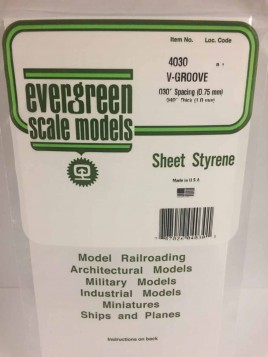 Item No. Loc. Code
4030
V-GROOVE
.030" Spacing (0.75 mm)
.040" Thick (1.0 mm)
evergreen
scale models
Sheet Styrene
Made in U S A
Model Railroading
Architectural Models
Military Models
Industrial Models
Miniatures
Ships and Planes
Instructions on back